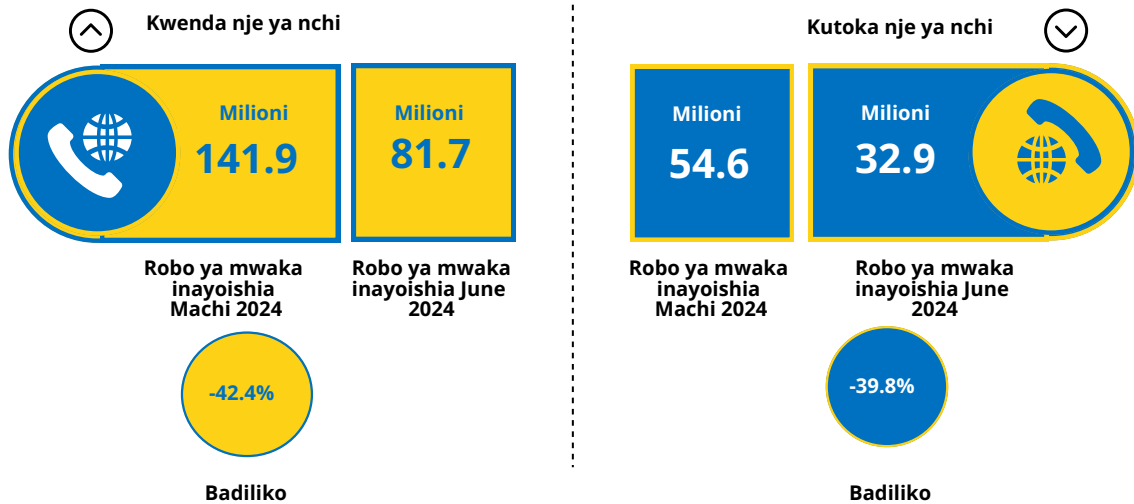 Kwenda nje ya nchi
Milioni
141.9
Milioni
81.7
Robo ya mwaka
inayoishia
Machi 2024
Robo ya mwaka
inayoishia June
2024
-42.4%
Badiliko
Kutoka nje ya nchi
Milioni
54.6
Milioni
32.9
Robo ya mwaka
inayoishia
Machi 2024
Robo ya mwaka
inayoishia June
2024
-39.8%
Badiliko